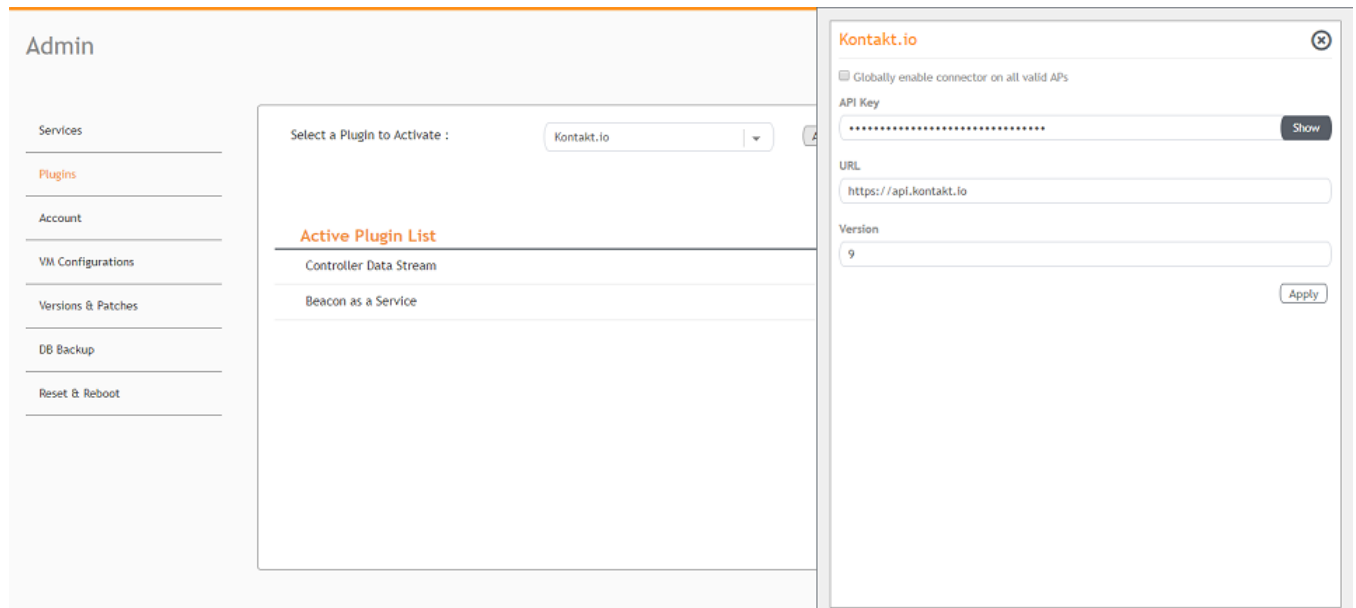 Admin
Services
Plugins
Account
VM Configurations
Versions & Patches
DB Backup
Reset & Reboot
Select a Plugin to Activate :
Kontakt.io
Active Plugin List
Controller Data Stream
Beacon as a Service
Kontakt.io
Globally enable connector on all valid APs
API Key
••••••••••••••••••••••••••••••••
Show
URL
https://api.kontakt.io
Version
9
Apply